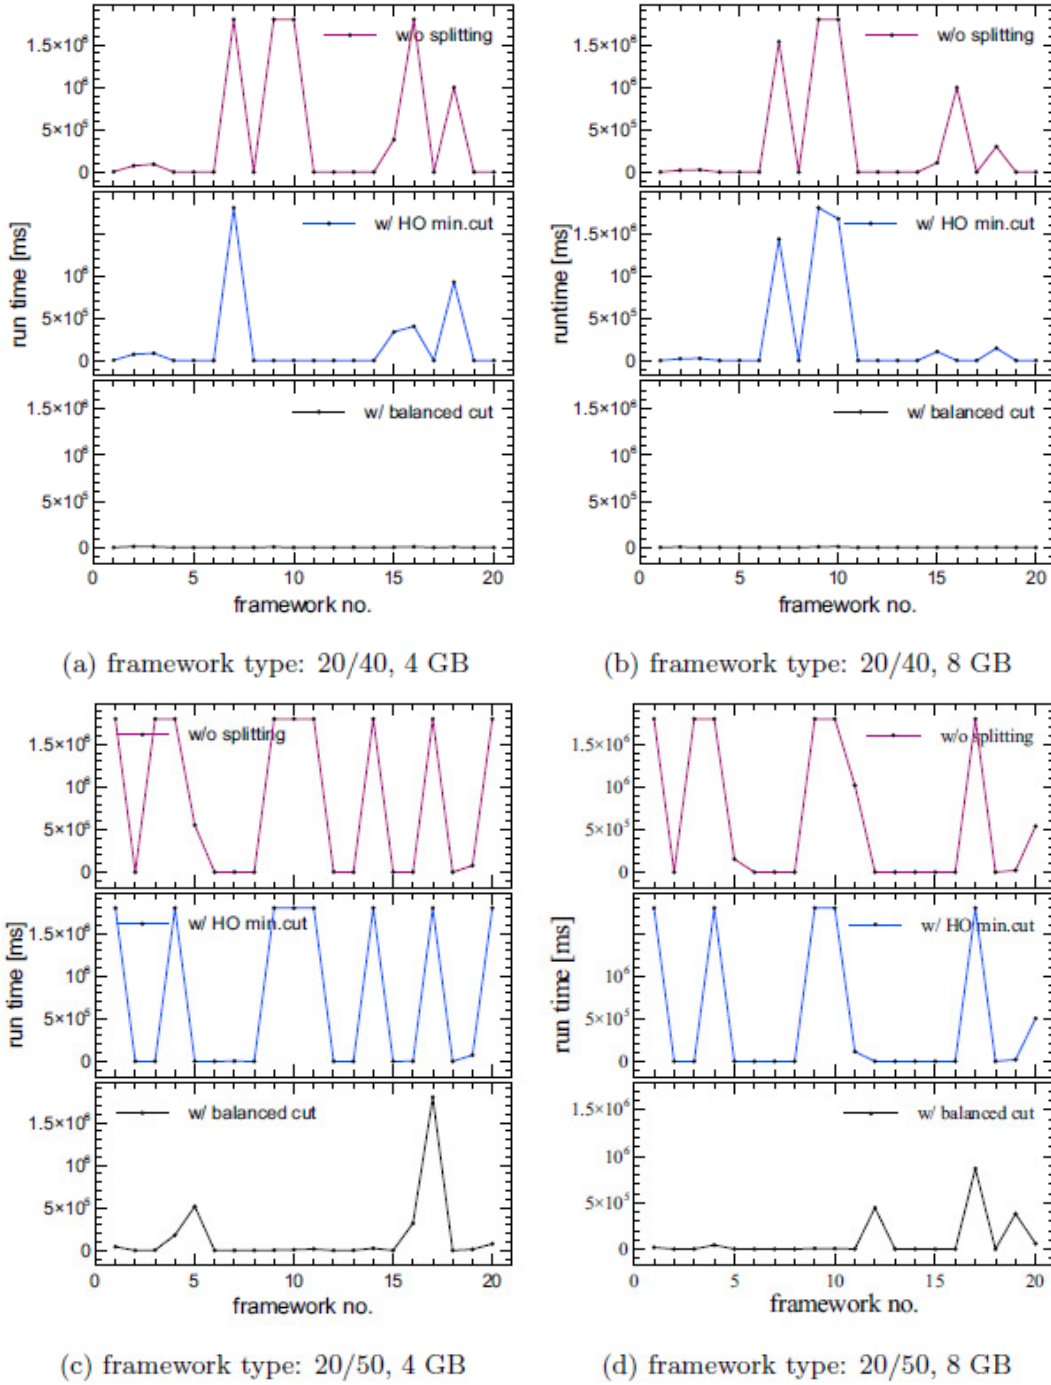 w/o splitting
1.5×10⁶
10⁶
5×10⁵
0
w/ HO min.cut
1.5×10⁶
10⁶
5×10⁵
0
w/ balanced cut
1.5×10⁶
10⁶
5×10⁵
0
run time [ms]
0 5 10 15 20
framework no.
(a) framework type: 20/40, 4 GB
w/o splitting
1.5×10⁶
10⁶
5×10⁵
0
w/ HO min.cut
1.5×10⁶
10⁶
5×10⁵
0
w/ balanced cut
1.5×10⁶
10⁶
5×10⁵
0
runtime [ms]
0 5 10 15 20
framework no.
(b) framework type: 20/40, 8 GB
w/o splitting
1.5×10⁶
10⁶
5×10⁵
0
w/ HO min.cut
1.5×10⁶
10⁶
5×10⁵
0
w/ balanced cut
1.5×10⁶
10⁶
5×10⁵
0
run time [ms]
0 5 10 15 20
framework no.
(c) framework type: 20/50, 4 GB
w/o splitting
1.5×10⁶
10⁶
5×10⁵
0
w/ HO min.cut
10⁶
5×10⁵
0
w/ balanced cut
1.5×10⁶
10⁶
5×10⁵
0
run time [ms]
0 5 10 15 20
framework no.
(d) framework type: 20/50, 8 GB